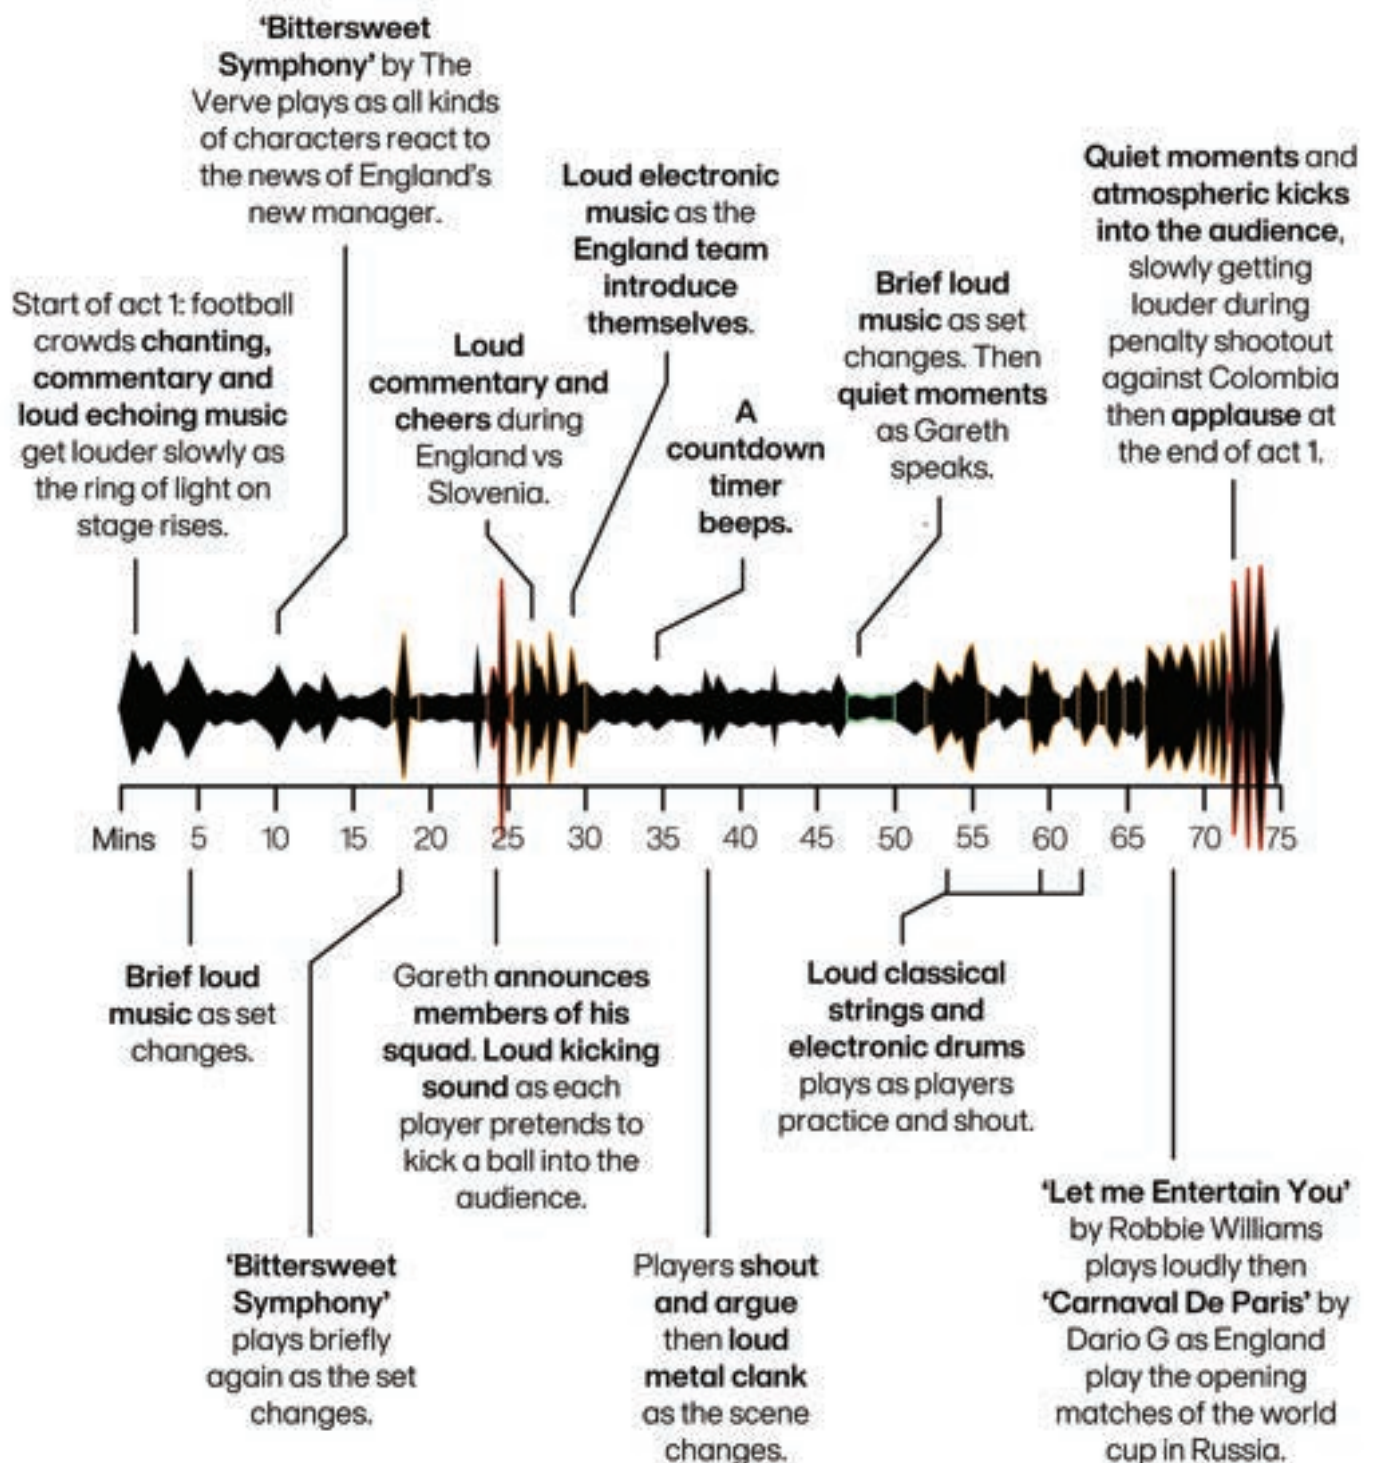 ‘Bittersweet
Symphony’ by The
Verve plays as all kinds
of characters react to
the news of England’s
new manager.
Start of act 1: football
crowds chanting,
commentary and
loud echoing music
get louder slowly as
the ring of light on
stage rises.
Loud
commentary and
cheers during
England vs
Slovenia.
Loud electronic
music as the
England team
introduce
themselves.
A
countdown
timer
beeps.
Brief loud
music as set
changes. Then
quiet moments
as Gareth
speaks.
Quiet moments and
atmospheric kicks
into the audience,
slowly getting
louder during
penalty shootout
against Colombia
then applause at
the end of act 1.
Mins 5 10 15 20 25 30 35 40 45 50 55 60 65 70 75
Brief loud
music as set
changes.
‘Bittersweet
Symphony’
plays briefly
again as the set
changes.
Gareth announces
members of his
squad. Loud kicking
sound as each
player pretends to
kick a ball into the
audience.
Players shout
and argue
then loud
metal clank
as the scene
changes.
Loud classical
strings and
electronic drums
plays as players
practice and shout.
‘Let me Entertain You’
by Robbie Williams
plays loudly then
‘Carnaval De Paris’ by
Dario G as England
play the opening
matches of the world
cup in Russia.